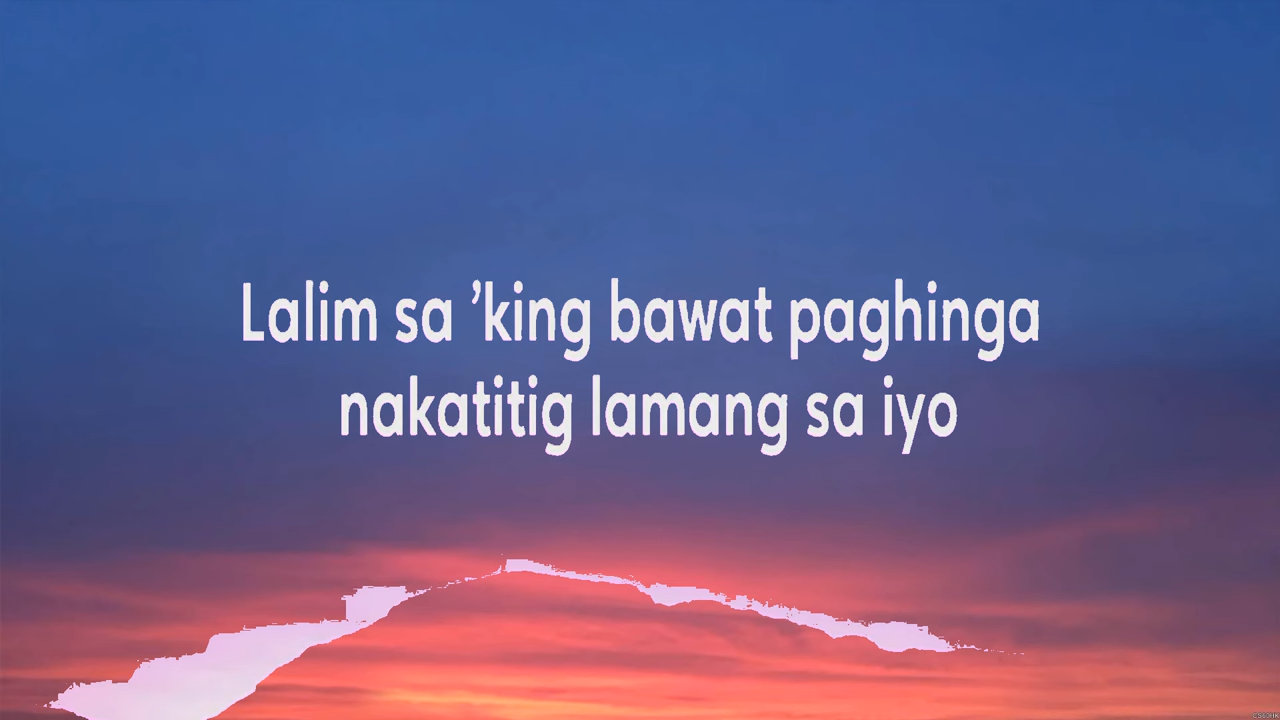 Lalim sa ’king bawat paghinga
nakatitig lamang sa iyo